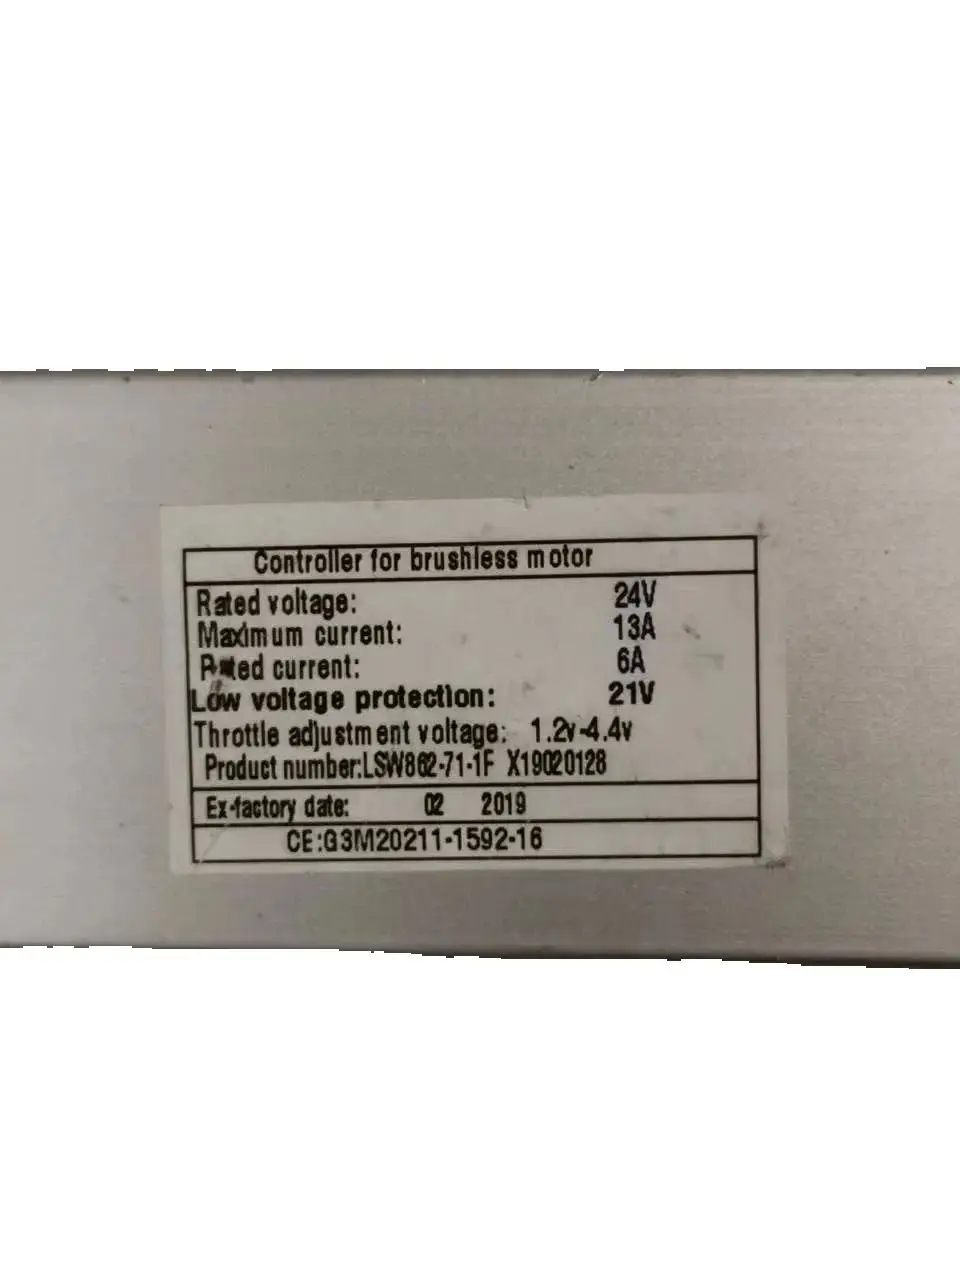 Controller for brushless motor
Rated voltage: 24V
Maximum current: 13A
Rated current: 6A
Low voltage protection: 21V
Throttle adjustment voltage: 1.2v-4.4v
Product number:LSW862-71-1F X19020128
Ex-factory date: 02 2019
CE:G3M20211-1592-16